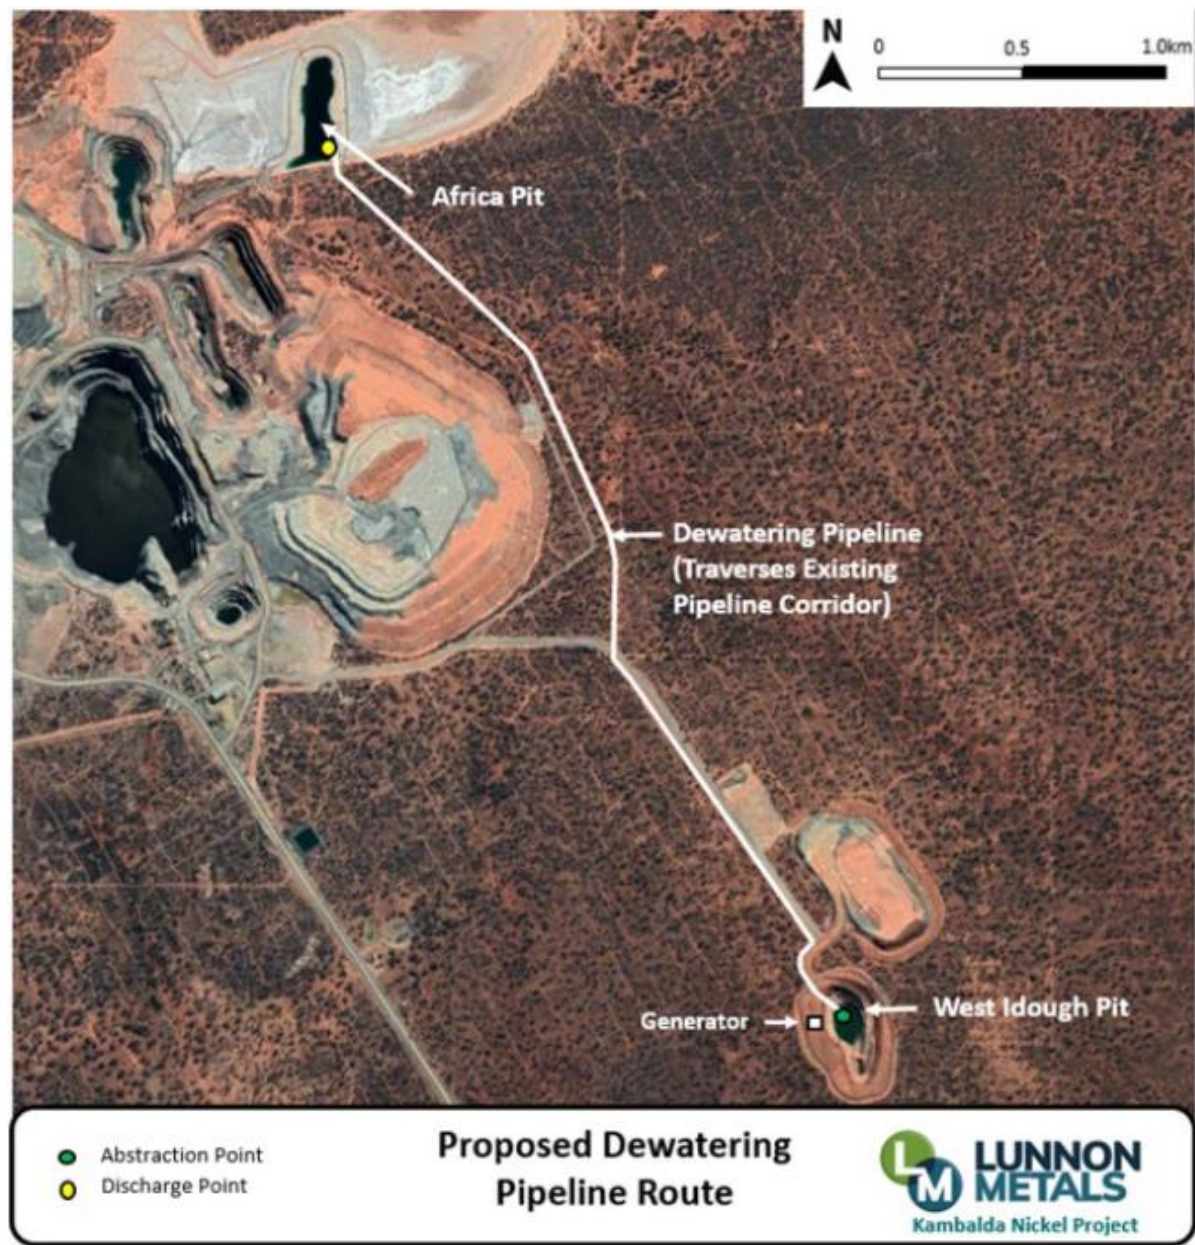 N
0 0.5 1.0km
Africa Pit
Dewatering Pipeline
(Traverses Existing
Pipeline Corridor)
West Idough Pit
Generator
Abstraction Point
Discharge Point
Proposed Dewatering
Pipeline Route
LM
LUNNON
METALS
Kambalda Nickel Project